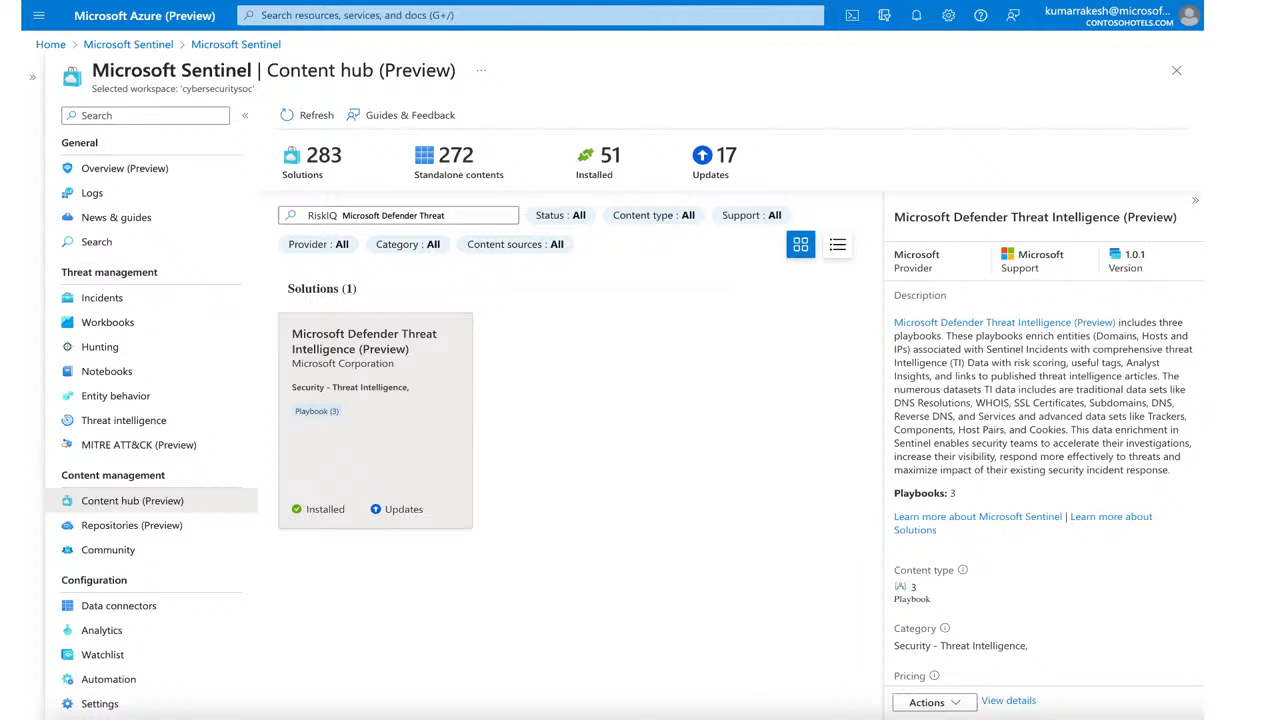 Microsoft Azure (Preview)
Search resources, services, and docs (G+/)
kumarrakesh@microsof...
CONTOSOHOTELS.COM
Home > Microsoft Sentinel > Microsoft Sentinel
Microsoft Sentinel | Content hub (Preview) ...
Selected workspace: 'cybersecuritysoc'
Search
General
Overview (Preview)
Logs
News & guides
Search
Threat management
Incidents
Workbooks
Hunting
Notebooks
Entity behavior
Threat intelligence
MITRE ATT&CK (Preview)
Content management
Content hub (Preview)
Repositories (Preview)
Community
Configuration
Data connectors
Analytics
Watchlist
Automation
Settings
Refresh
Guides & Feedback
283
Solutions
272
Standalone contents
51
Installed
17
Updates
RiskIQ Microsoft Defender Threat
Status : All
Content type : All
Support : All
Provider : All
Category : All
Content sources : All
Solutions (1)
Microsoft Defender Threat
Intelligence (Preview)
Microsoft Corporation
Security - Threat Intelligence,
Playbook (3)
Installed
Updates
Microsoft Defender Threat Intelligence (Preview)
Microsoft
Provider
Microsoft
Support
1.0.1
Version
Description
Microsoft Defender Threat Intelligence (Preview) includes three
playbooks. These playbooks enrich entities (Domains, Hosts and
IPs) associated with Sentinel Incidents with comprehensive threat
Intelligence (TI) Data with risk scoring, useful tags, Analyst
Insights, and links to published threat intelligence articles. The
numerous datasets TI data includes are traditional data sets like
DNS Resolutions, WHOIS, SSL Certificates, Subdomains, DNS,
Reverse DNS, and Services and advanced data sets like Trackers,
Components, Host Pairs, and Cookies. This data enrichment in
Sentinel enables security teams to accelerate their investigations,
increase their visibility, respond more effectively to threats and
maximize impact of their existing security incident response.
Playbooks: 3
Learn more about Microsoft Sentinel | Learn more about
Solutions
Content type
3
Playbook
Category
Security - Threat Intelligence,
Pricing
Actions
View details